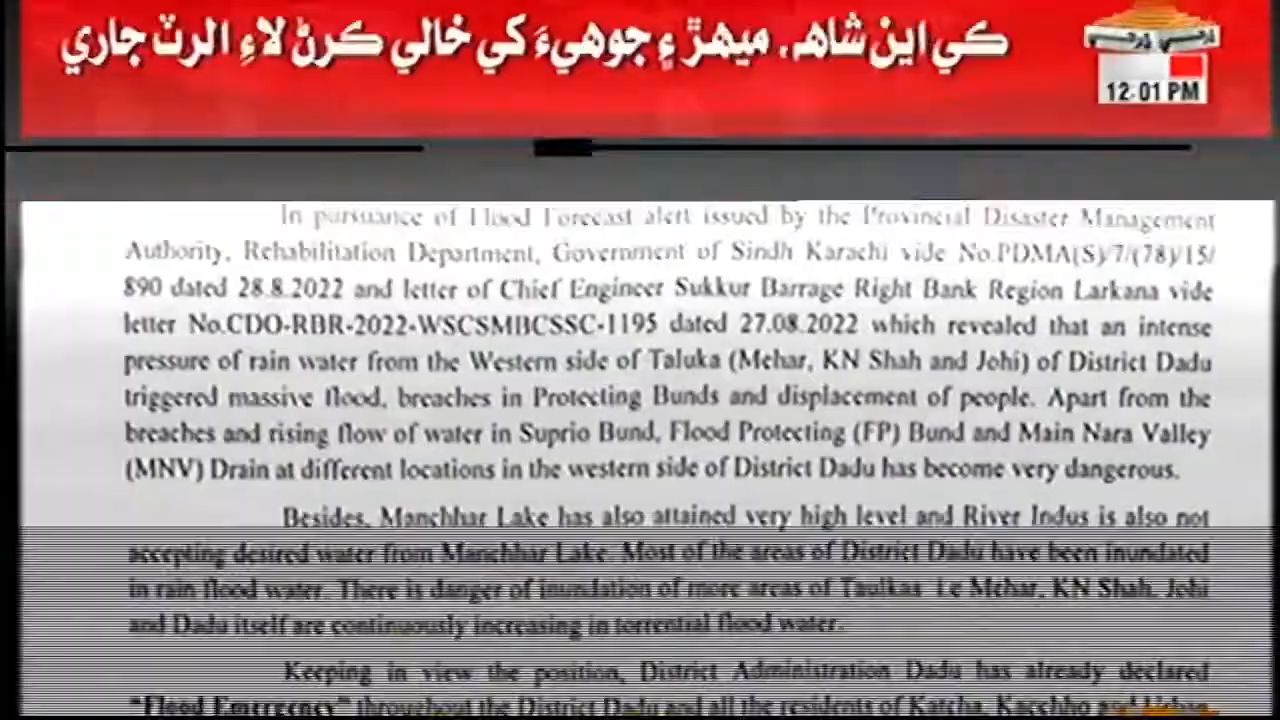 ڪي اين شاھ، ميهڙ ۽ جوهيءَ کي خالي ڪرڻ لاءِ الرٽ جاري
12:01 PM
In pursuance of Flood Forecast alert issued by the Provincial Disaster Management
Authority, Rehabilitation Department, Government of Sindh Karachi vide No.PDMA(S)/7/(78)/15/
890 dated 28.8.2022 and letter of Chief Engineer Sukkur Barrage Right Bank Region Larkana vide
letter No.CDO-RBR-2022-WSCSMBCSSC-1195 dated 27.08.2022 which revealed that an intense
pressure of rain water from the Western side of Taluka (Mehar, KN Shah and Johi) of District Dadu
triggered massive flood, breaches in Protecting Bunds and displacement of people. Apart from the
breaches and rising flow of water in Suprio Bund, Flood Protecting (FP) Bund and Main Nara Valley
(MNV) Drain at different locations in the western side of District Dadu has become very dangerous.
Besides, Manchhar Lake has also attained very high level and River Indus is also not
accepting desired water from Manchhar Lake. Most of the areas of District Dadu have been inundated
in rain flood water. There is danger of inundation of more areas of Taulkas I.e Mehar, KN Shah, Johi
and Dadu itself are continuously increasing in torrential flood water.
Keeping in view the position, District Administration Dadu has already declared
"Flood Emergency" throughout the District Dadu and all the residents of Katcha, Kacchho and